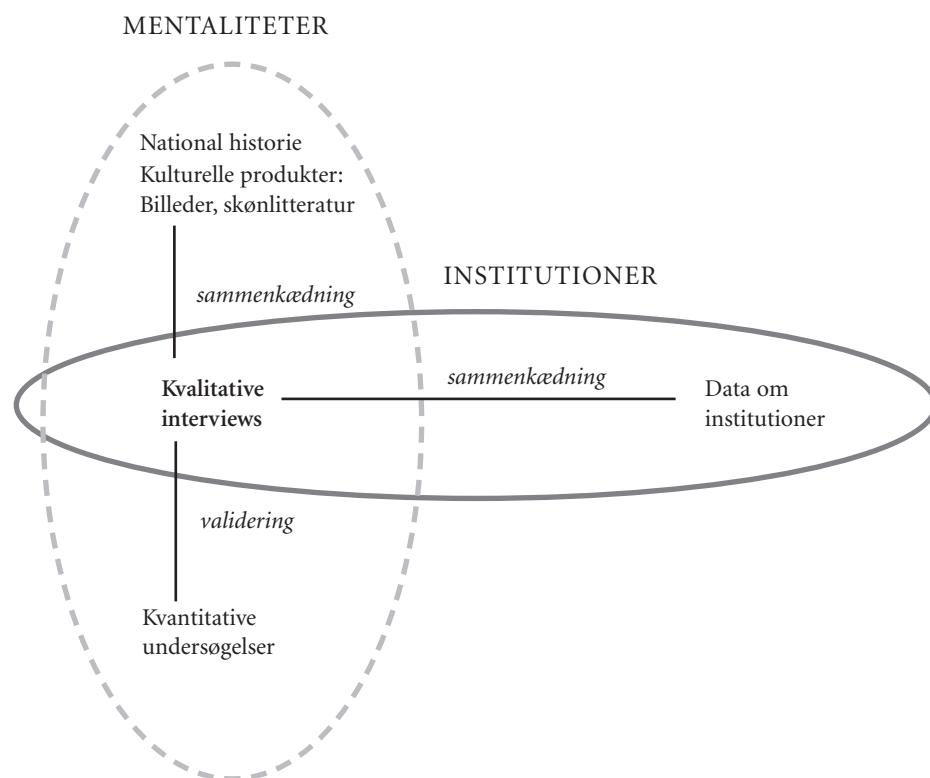 MENTALITETER
National historie
Kulturelle produkter:
Billeder, skønlitteratur
INSTITUTIONER
sammenkædning
sammenkædning
Kvalitative
interviews
Data om
institutioner
validering
Kvantitative
undersøgelser